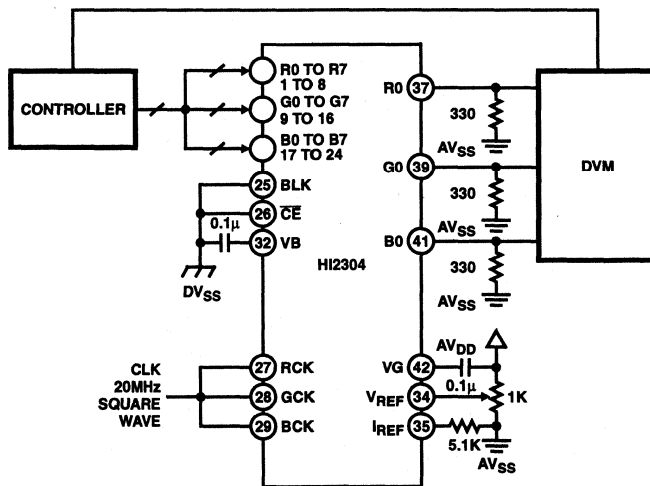 CONTROLLER
R0 TO R7
1 TO 8
G0 TO G7
9 TO 16
B0 TO B7
17 TO 24
25 BLK
26 CE
0.1µ
32 VB
DVSS
HI2304
CLK
20MHz
SQUARE
WAVE
27 RCK
28 GCK
29 BCK
R0 37
330
AVSS
G0 39
330
AVSS
B0 41
330
AVSS
DVM
AVDD
VG 42
0.1µ
VREF 34
1K
IREF 35
5.1K
AVSS